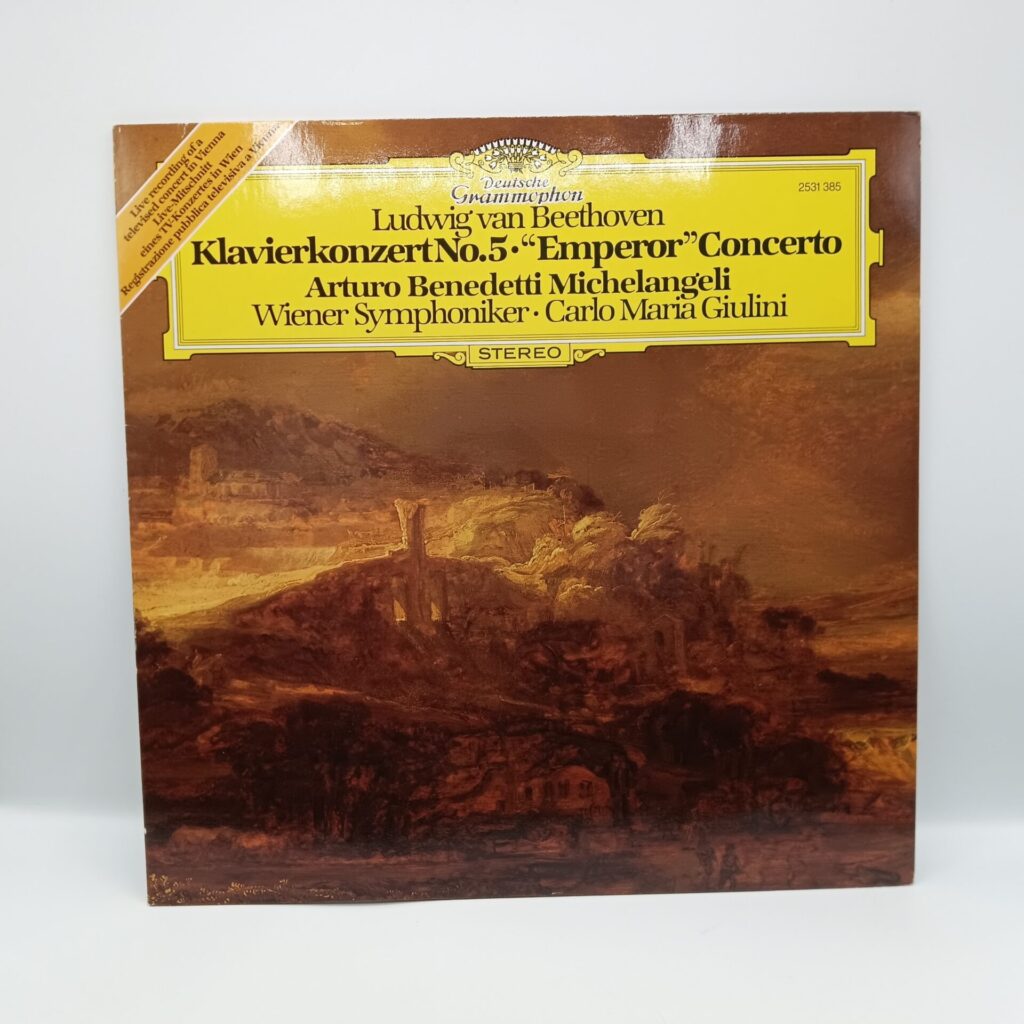 Live recording of a
televised concert in Vienna
Live-Mitschnitt
eines TV-Konzertes in Wien
Registrazione pubblica televisiva a Vienna
Deutsche
Grammophon
2531 385
Ludwig van Beethoven
Klavierkonzert No. 5 · “Emperor” Concerto
Arturo Benedetti Michelangeli
Wiener Symphoniker · Carlo Maria Giulini
STEREO